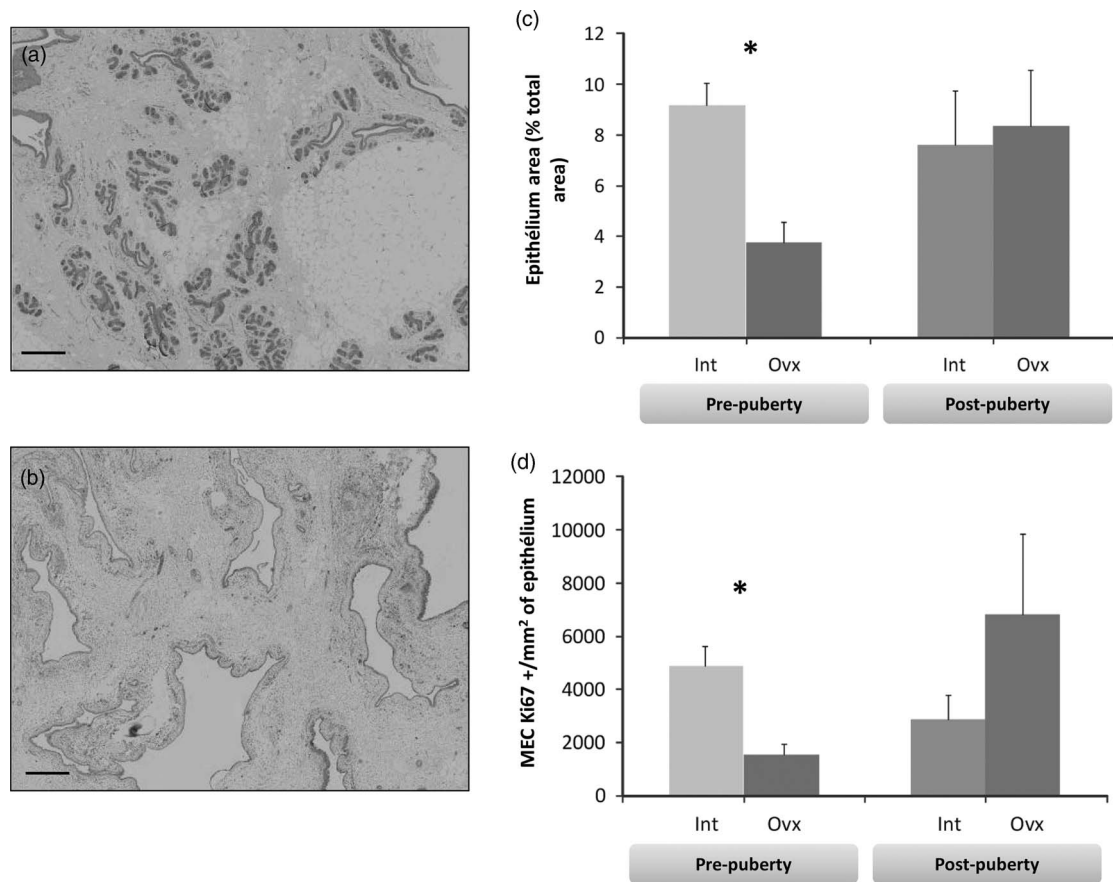 (a)
(b)
(c)
Epithélium area (% total
area)
12
10
8
6
4
2
0
*
Int Ovx Int Ovx
Pre-puberty Post-puberty
(d)
MEC Ki67 +/mm² of epithélium
12000
10000
8000
6000
4000
2000
0
*
Int Ovx Int Ovx
Pre-puberty Post-puberty